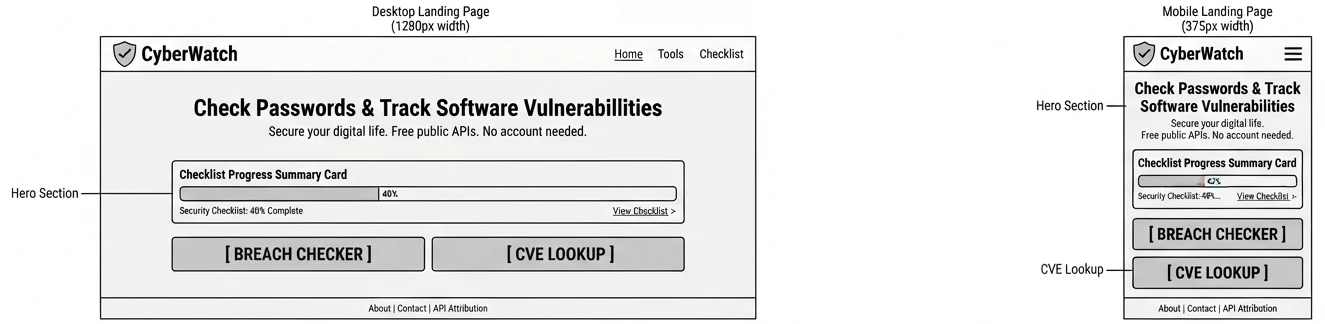 Desktop Landing Page
(1280px width)
CyberWatch
Home Tools Checklist
Check Passwords & Track Software Vulnerabillities
Secure your digital life. Free public APIs. No account needed.
Hero Section
Checklist Progress Summary Card
40%
Security Checklist: 40% Complete
View Checklist >
[ BREACH CHECKER ] [ CVE LOOKUP ]
About | Contact | API Attribution
Mobile Landing Page
(375px width)
CyberWatch
Hero Section
Check Passwords & Track
Software Vulnerabilities
Secure your digital life.
Free public APIs. No account needed.
Checklist Progress Summary Card
Security Checklist:
View Checklist >
[ BREACH CHECKER ]
CVE Lookup
[ CVE LOOKUP ]
About | Contact | API Attribution